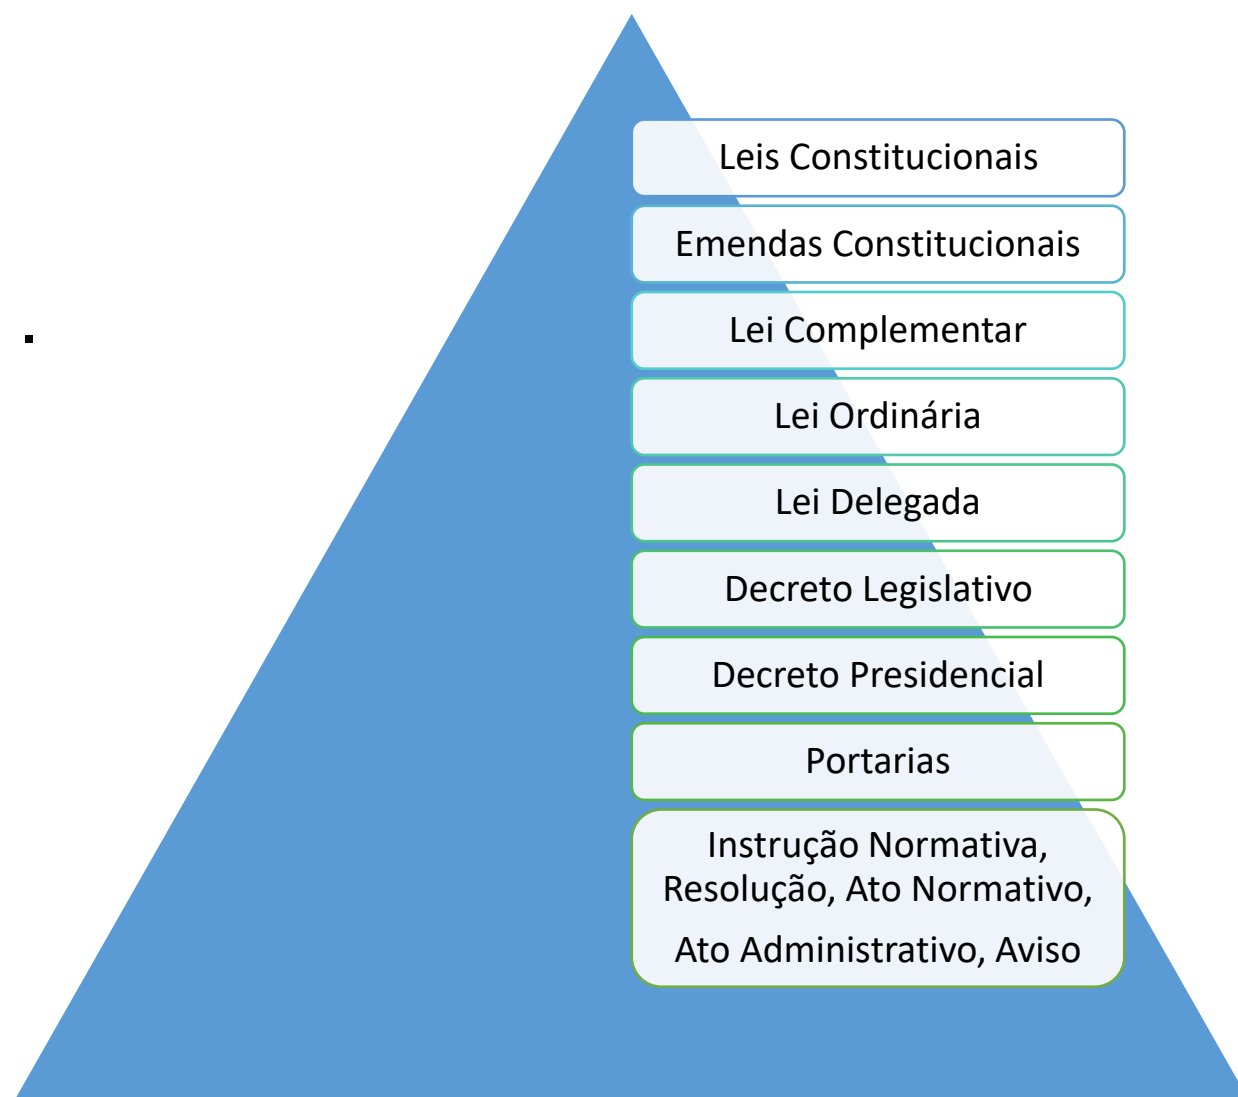 Leis Constitucionais
Emendas Constitucionais
Lei Complementar
Lei Ordinária
Lei Delegada
Decreto Legislativo
Decreto Presidencial
Portarias
Instrução Normativa,
Resolução, Ato Normativo,
Ato Administrativo, Aviso